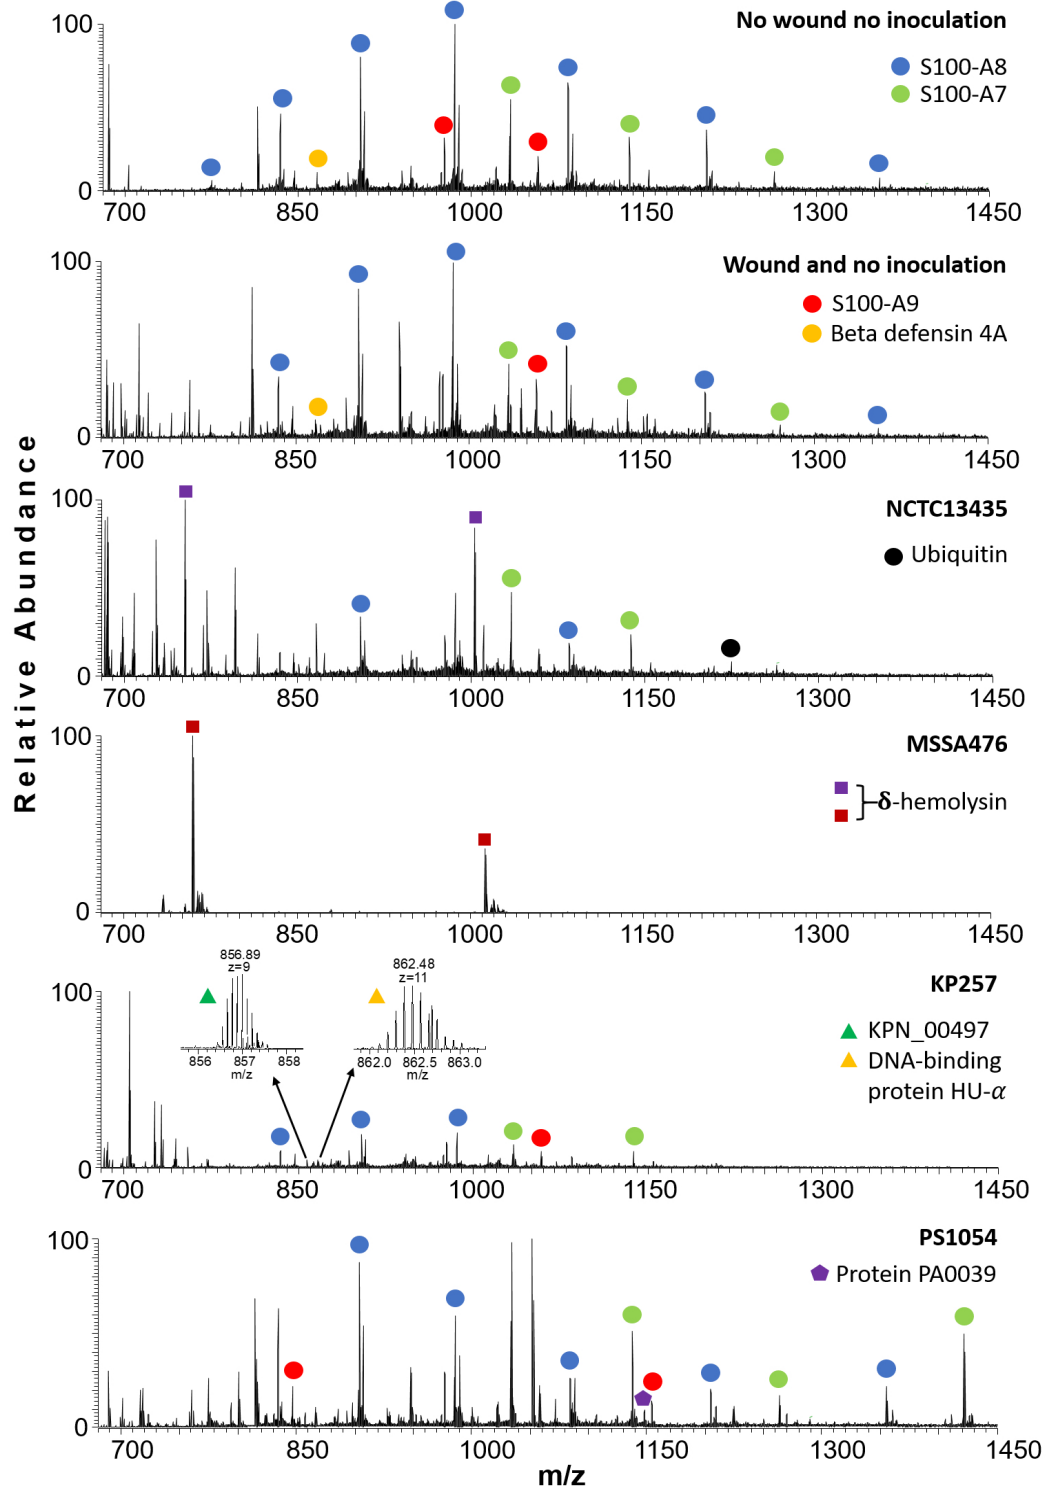 Relative Abundance
100
No wound no inoculation
S100-A8
S100-A7
0
700 850 1000 1150 1300 1450
100
Wound and no inoculation
S100-A9
Beta defensin 4A
0
700 850 1000 1150 1300 1450
100
NCTC13435
Ubiquitin
0
700 850 1000 1150 1300 1450
100
MSSA476
δ-hemolysin
0
700 850 1000 1150 1300 1450
856.89
z=9
862.48
z=11
856 857 858
m/z
862.0 862.5 863.0
m/z
100
KP257
KPN_00497
DNA-binding
protein HU-α
0
700 850 1000 1150 1300 1450
100
PS1054
Protein PA0039
0
700 850 1000 1150 1300 1450
m/z